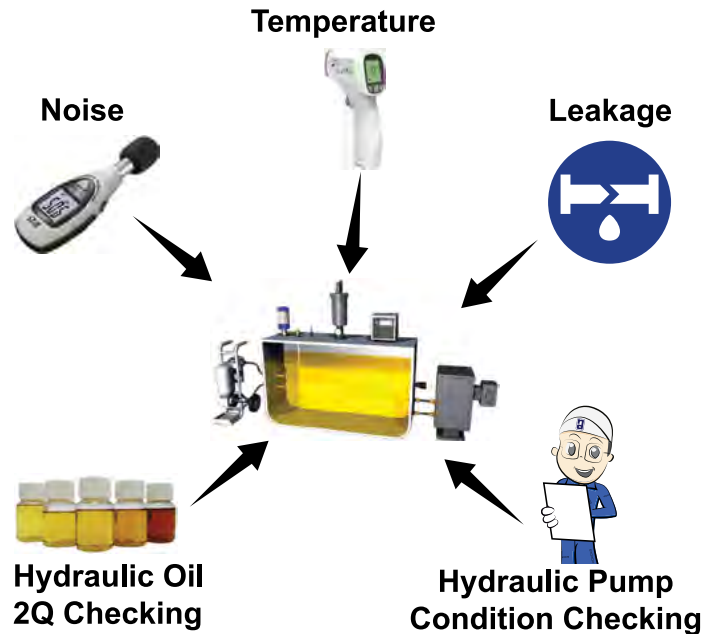 Temperature
Noise
Leakage
Hydraulic Oil
2Q Checking
Hydraulic Pump
Condition Checking